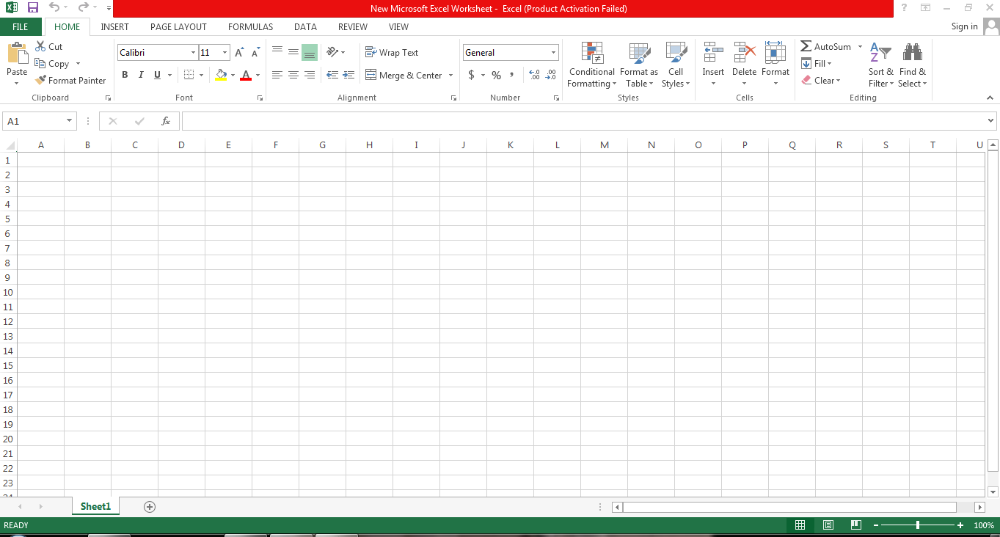 New Microsoft Excel Worksheet - Excel (Product Activation Failed)
?
FILE HOME INSERT PAGE LAYOUT FORMULAS DATA REVIEW VIEW Sign in
Paste
Cut
Copy
Format Painter
Clipboard
Calibri 11
B I U
Font
Wrap Text
Merge & Center
Alignment
General
$ % ,
Number
Conditional Formatting
Format as Table
Cell Styles
Styles
Insert
Delete
Format
Cells
AutoSum
Fill
Clear
Sort & Filter
Find & Select
Editing
A1 fx
A B C D E F G H I J K L M N O P Q R S T U
1
2
3
4
5
6
7
8
9
10
11
12
13
14
15
16
17
18
19
20
21
22
23
24
Sheet1
READY 100%